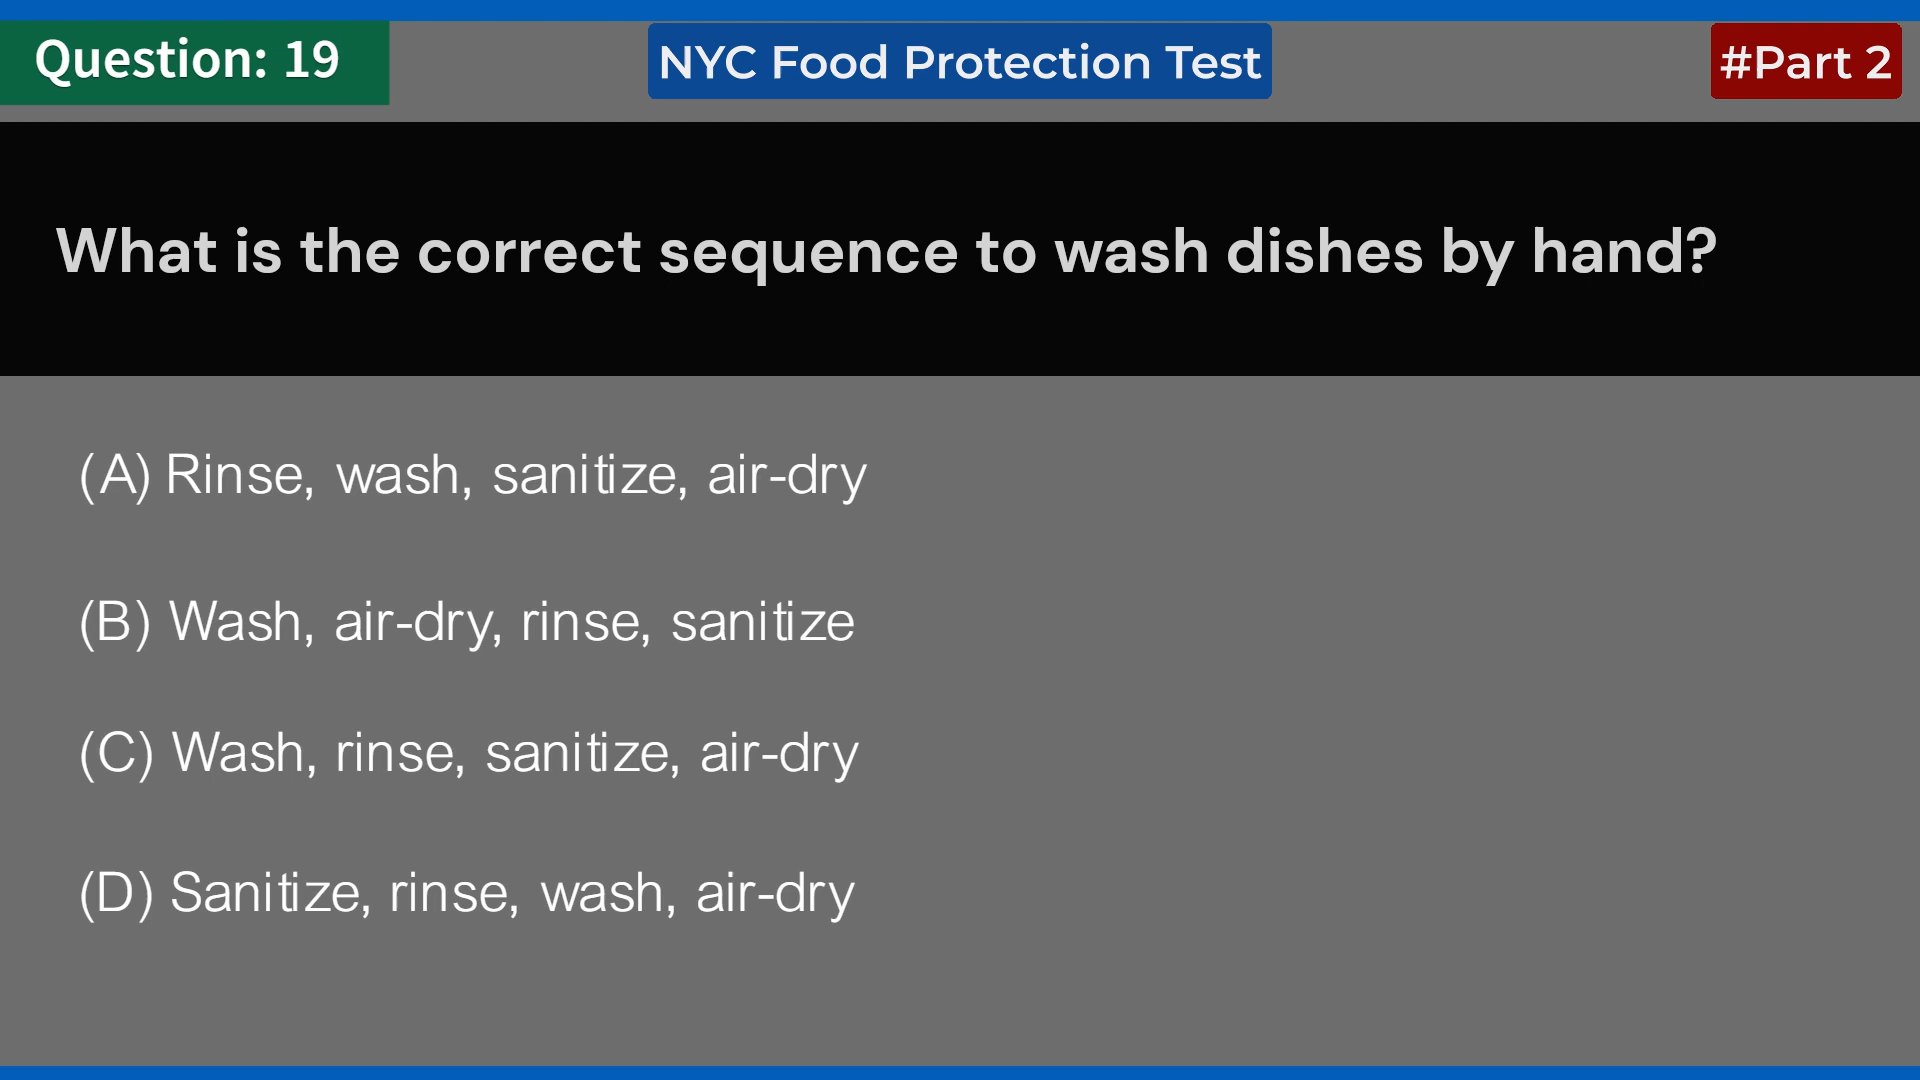 Question: 19
NYC Food Protection Test
#Part 2
What is the correct sequence to wash dishes by hand?
(A) Rinse, wash, sanitize, air-dry
(B) Wash, air-dry, rinse, sanitize
(C) Wash, rinse, sanitize, air-dry
(D) Sanitize, rinse, wash, air-dry